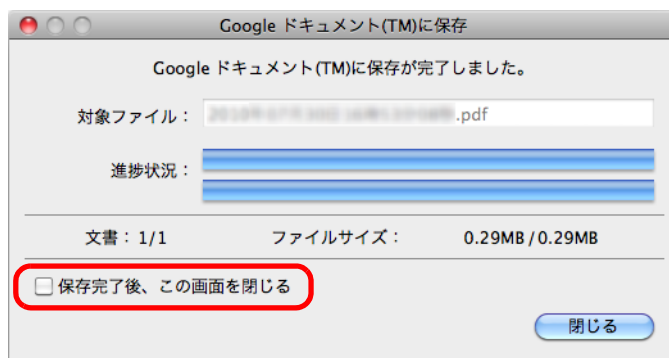 Google ドキュメント(TM)に保存
Google ドキュメント(TM)に保存が完了しました。
対象ファイル： .pdf
進捗状況：
文書：1/1 ファイルサイズ： 0.29MB/0.29MB
保存完了後、この画面を閉じる
閉じる